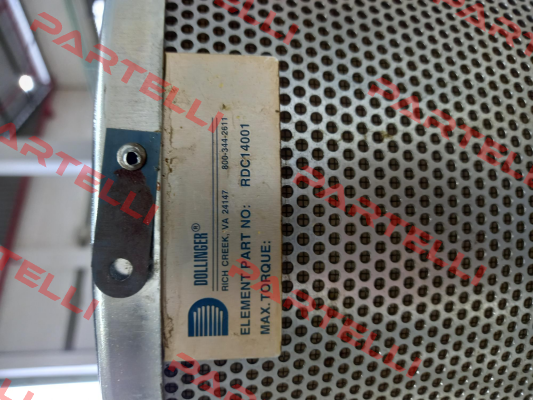 DOLLINGER®
RICH CREEK, VA 24147 800-344-2611
ELEMENT PART NO: RDC14001
MAX. TORQUE:
PARTELLI
PARTELLI
PARTELLI
PARTELLI
PARTELLI
PARTELLI